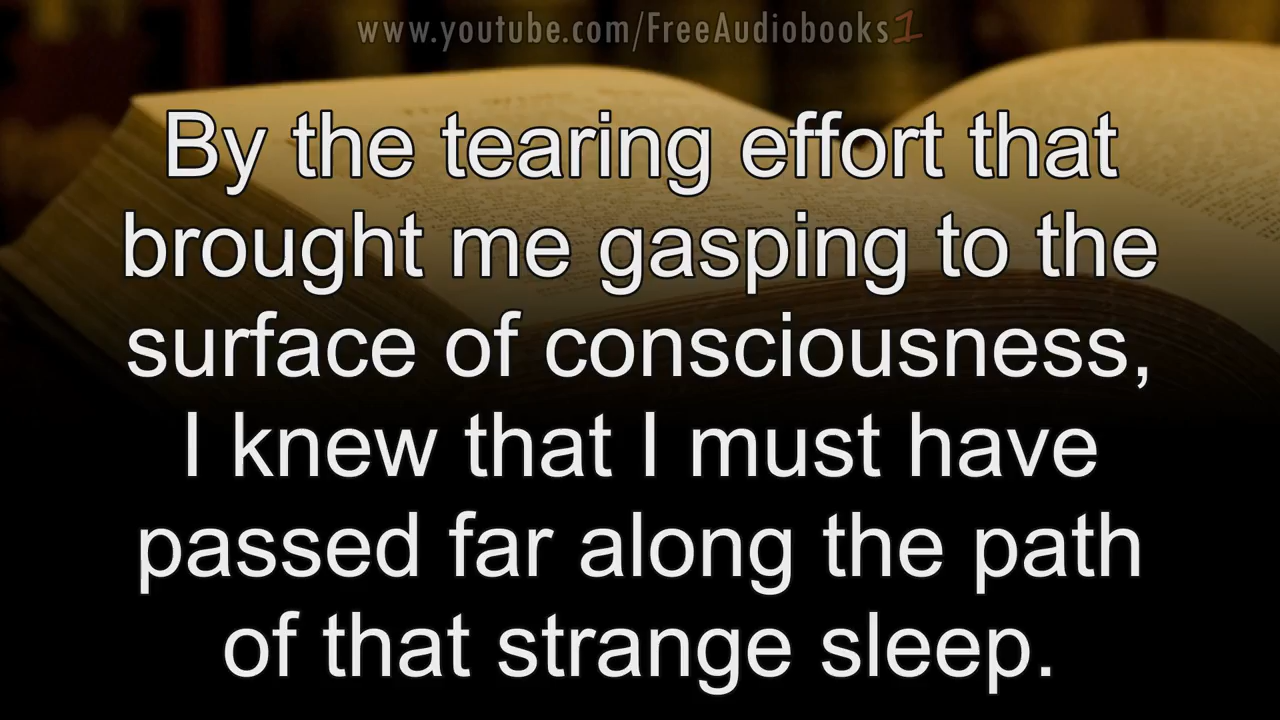 www.youtube.com/FreeAudiobooks1
By the tearing effort that
brought me gasping to the
surface of consciousness,
I knew that I must have
passed far along the path
of that strange sleep.